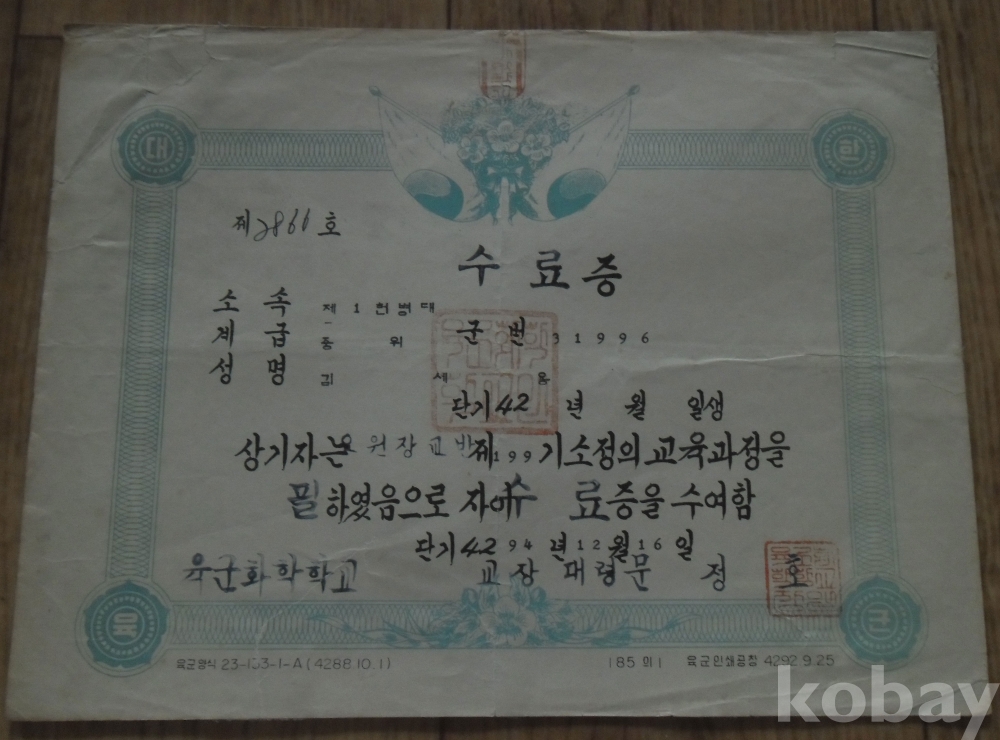 대 한
제2866호
수료증
소속 제1헌병대
계급 중위 군번 31996
성명 김세웅
단기42 년 월 일생
상기자는 요원장교반 제199기소정의교육과정을
필하였음으로 자에 수료증을 수여함
단기4294년12월16일
육군화학학교 교장 대령 문 정 호
육 군
육군양식 23-133-1-A (4288.10.1) 185 의 육군인쇄공창 4292.9.25
kobay